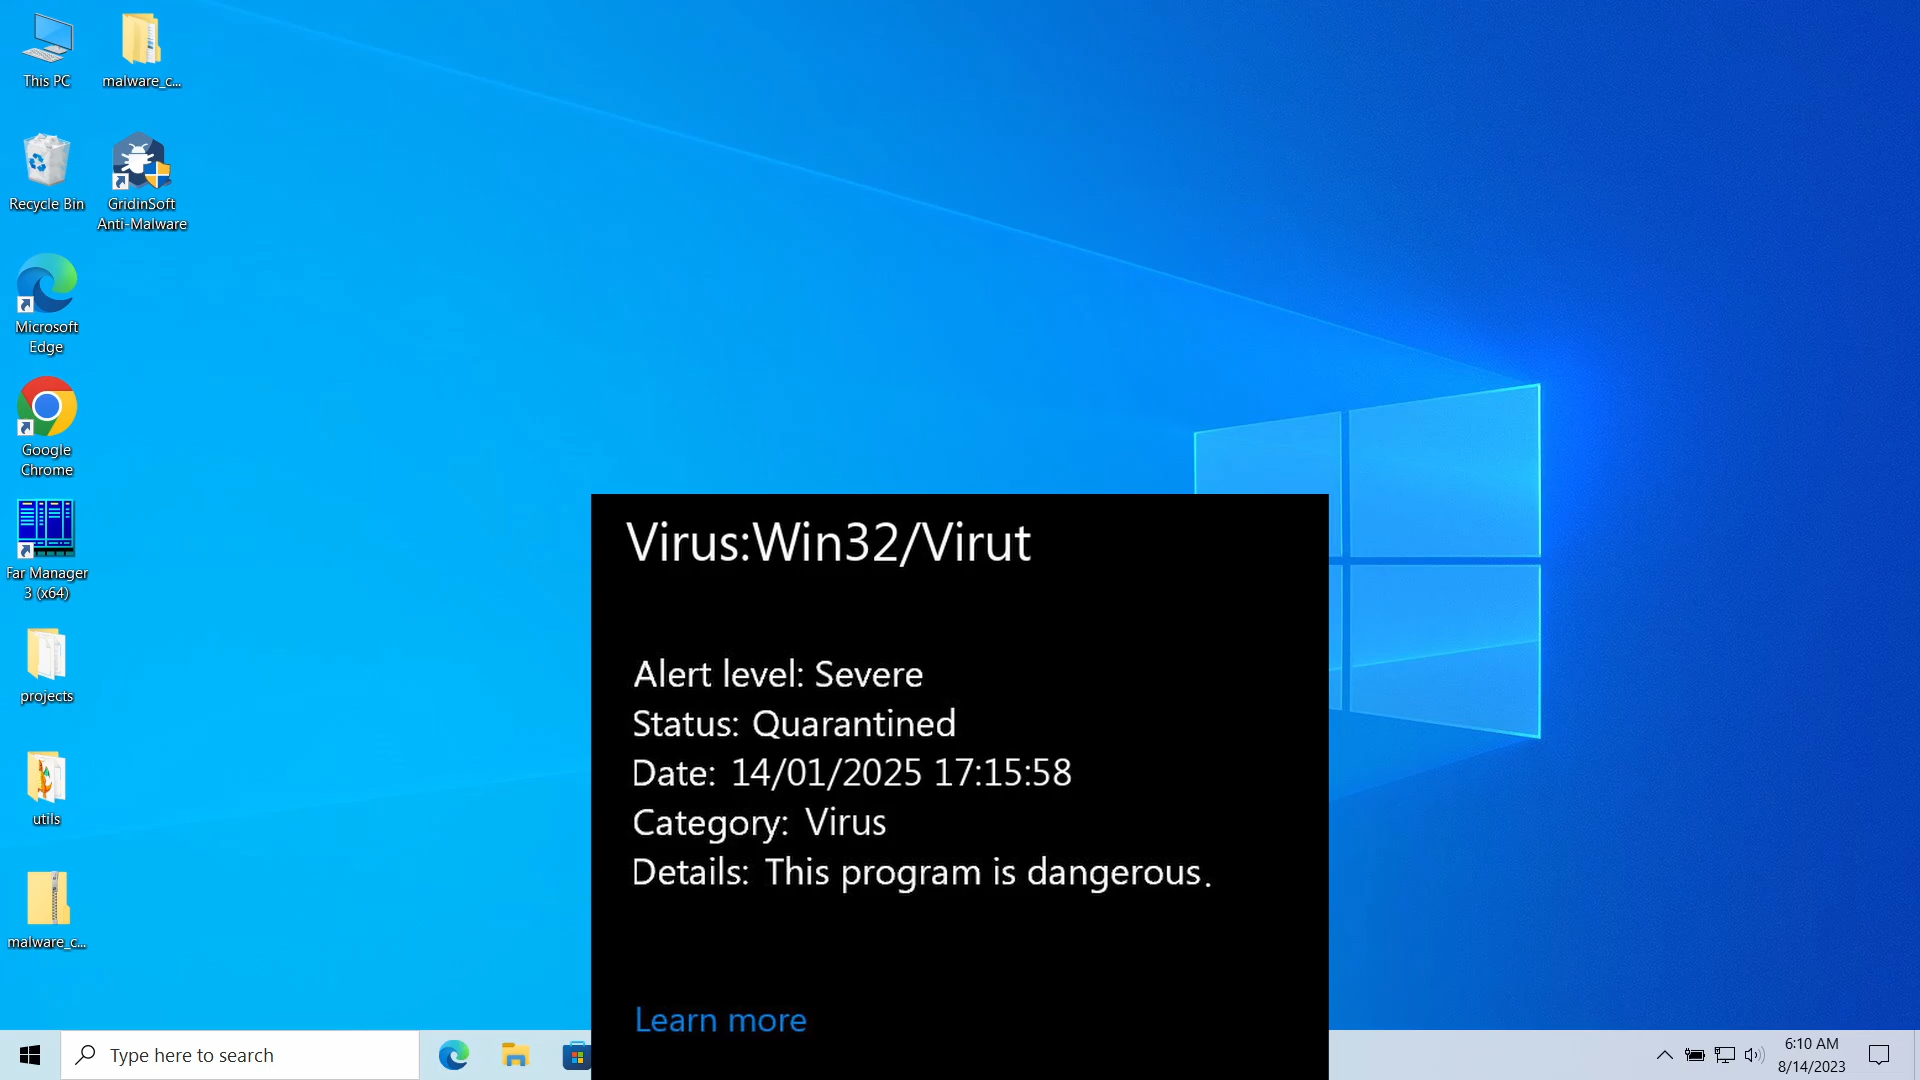 This PC
malware_c...
Recycle Bin
GridinSoft
Anti-Malware
Microsoft
Edge
Google
Chrome
Far Manager
3 (x64)
projects
utils
malware_c...
Virus:Win32/Virut
Alert level: Severe
Status: Quarantined
Date: 14/01/2025 17:15:58
Category: Virus
Details: This program is dangerous.
Learn more
Type here to search
6:10 AM
8/14/2023